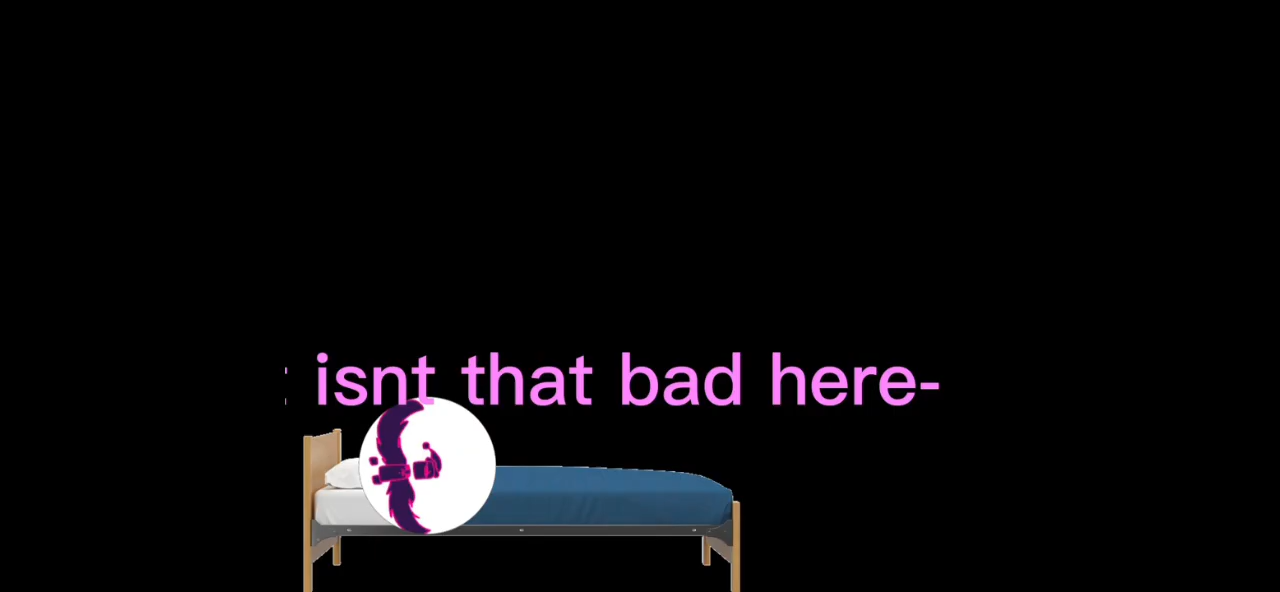 isnt that bad here-